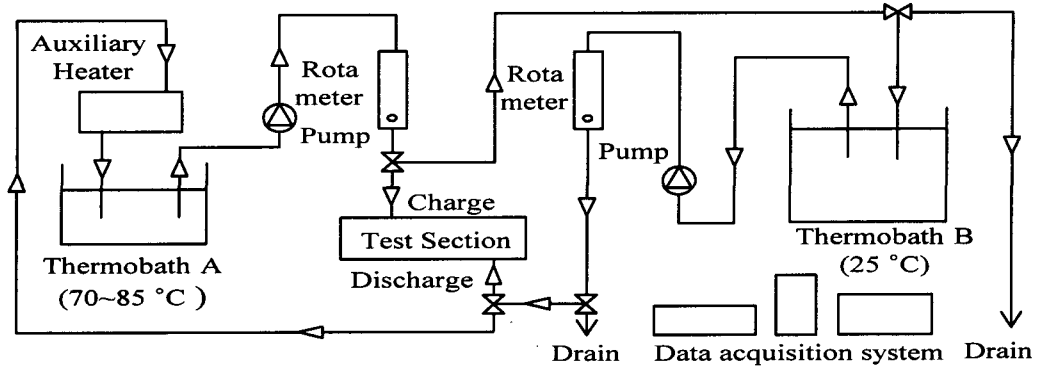 Auxiliary
Heater
Rota
meter
Pump
Rota
meter
Pump
Charge
Test Section
Discharge
Thermobath A
(70~85 °C )
Thermobath B
(25 °C)
Drain
Data acquisition system
Drain